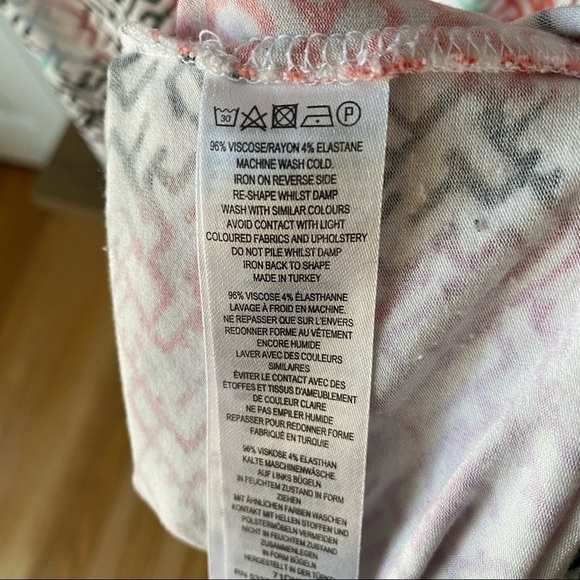 30 P
96% VISCOSE/RAYON 4% ELASTANE
MACHINE WASH COLD.
IRON ON REVERSE SIDE
RE-SHAPE WHILST DAMP
WASH WITH SIMILAR COLOURS
AVOID CONTACT WITH LIGHT
COLOURED FABRICS AND UPHOLSTERY
DO NOT PILE WHILST DAMP
IRON BACK TO SHAPE
MADE IN TURKEY
96% VISCOSE 4% ÉLASTHANNE
LAVAGE À FROID EN MACHINE.
NE REPASSER QUE SUR L'ENVERS
REDONNER FORME AU VÊTEMENT
ENCORE HUMIDE
LAVER AVEC DES COULEURS
SIMILAIRES
ÉVITER LE CONTACT AVEC DES
ÉTOFFES ET TISSUS D'AMEUBLEMENT
DE COULEUR CLAIRE
NE PAS EMPILER HUMIDE
REPASSER POUR REDONNER FORME
FABRIQUÉ EN TURQUIE
96% VISKOSE 4% ELASTHAN
KALTE MASCHINENWÄSCHE,
AUF LINKS BÜGELN
IN FEUCHTEM ZUSTAND IN FORM
ZIEHEN
MIT ÄHNLICHEN FARBEN WASCHEN
KONTAKT MIT HELLEN STOFFEN UND
POLSTERMÖBELN VERMEIDEN
NICHT IN FEUCHTEM ZUSTAND
ZUSAMMENLEGEN
IN FORM BÜGELN
HERGESTELLT IN DER TÜRKEI